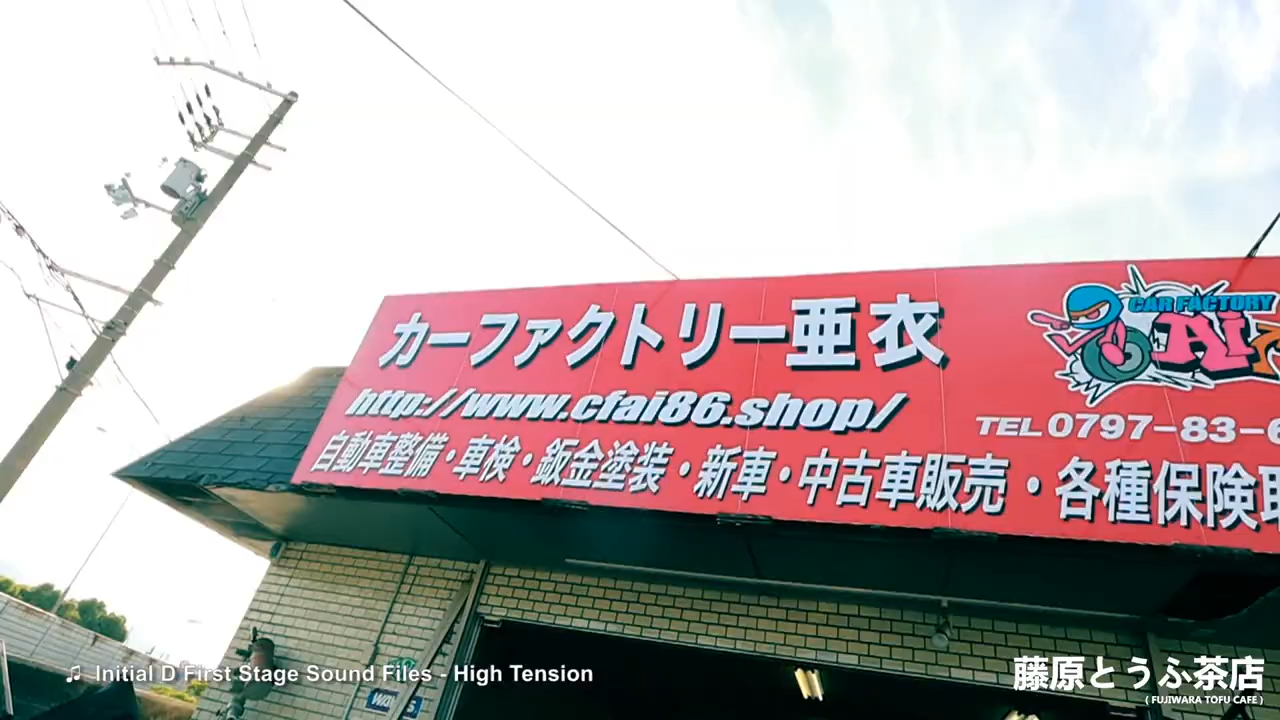 カーファクトリー亜衣
http://www.cfai86.shop/
自動車整備・車検・鈑金塗装・新車・中古車販売・各種保険取
CAR FACTORY
Ai
TEL 0797-83-6
♫ Initial D First Stage Sound Files - High Tension
藤原とうふ茶店
( FUJIWARA TOFU CAFE )